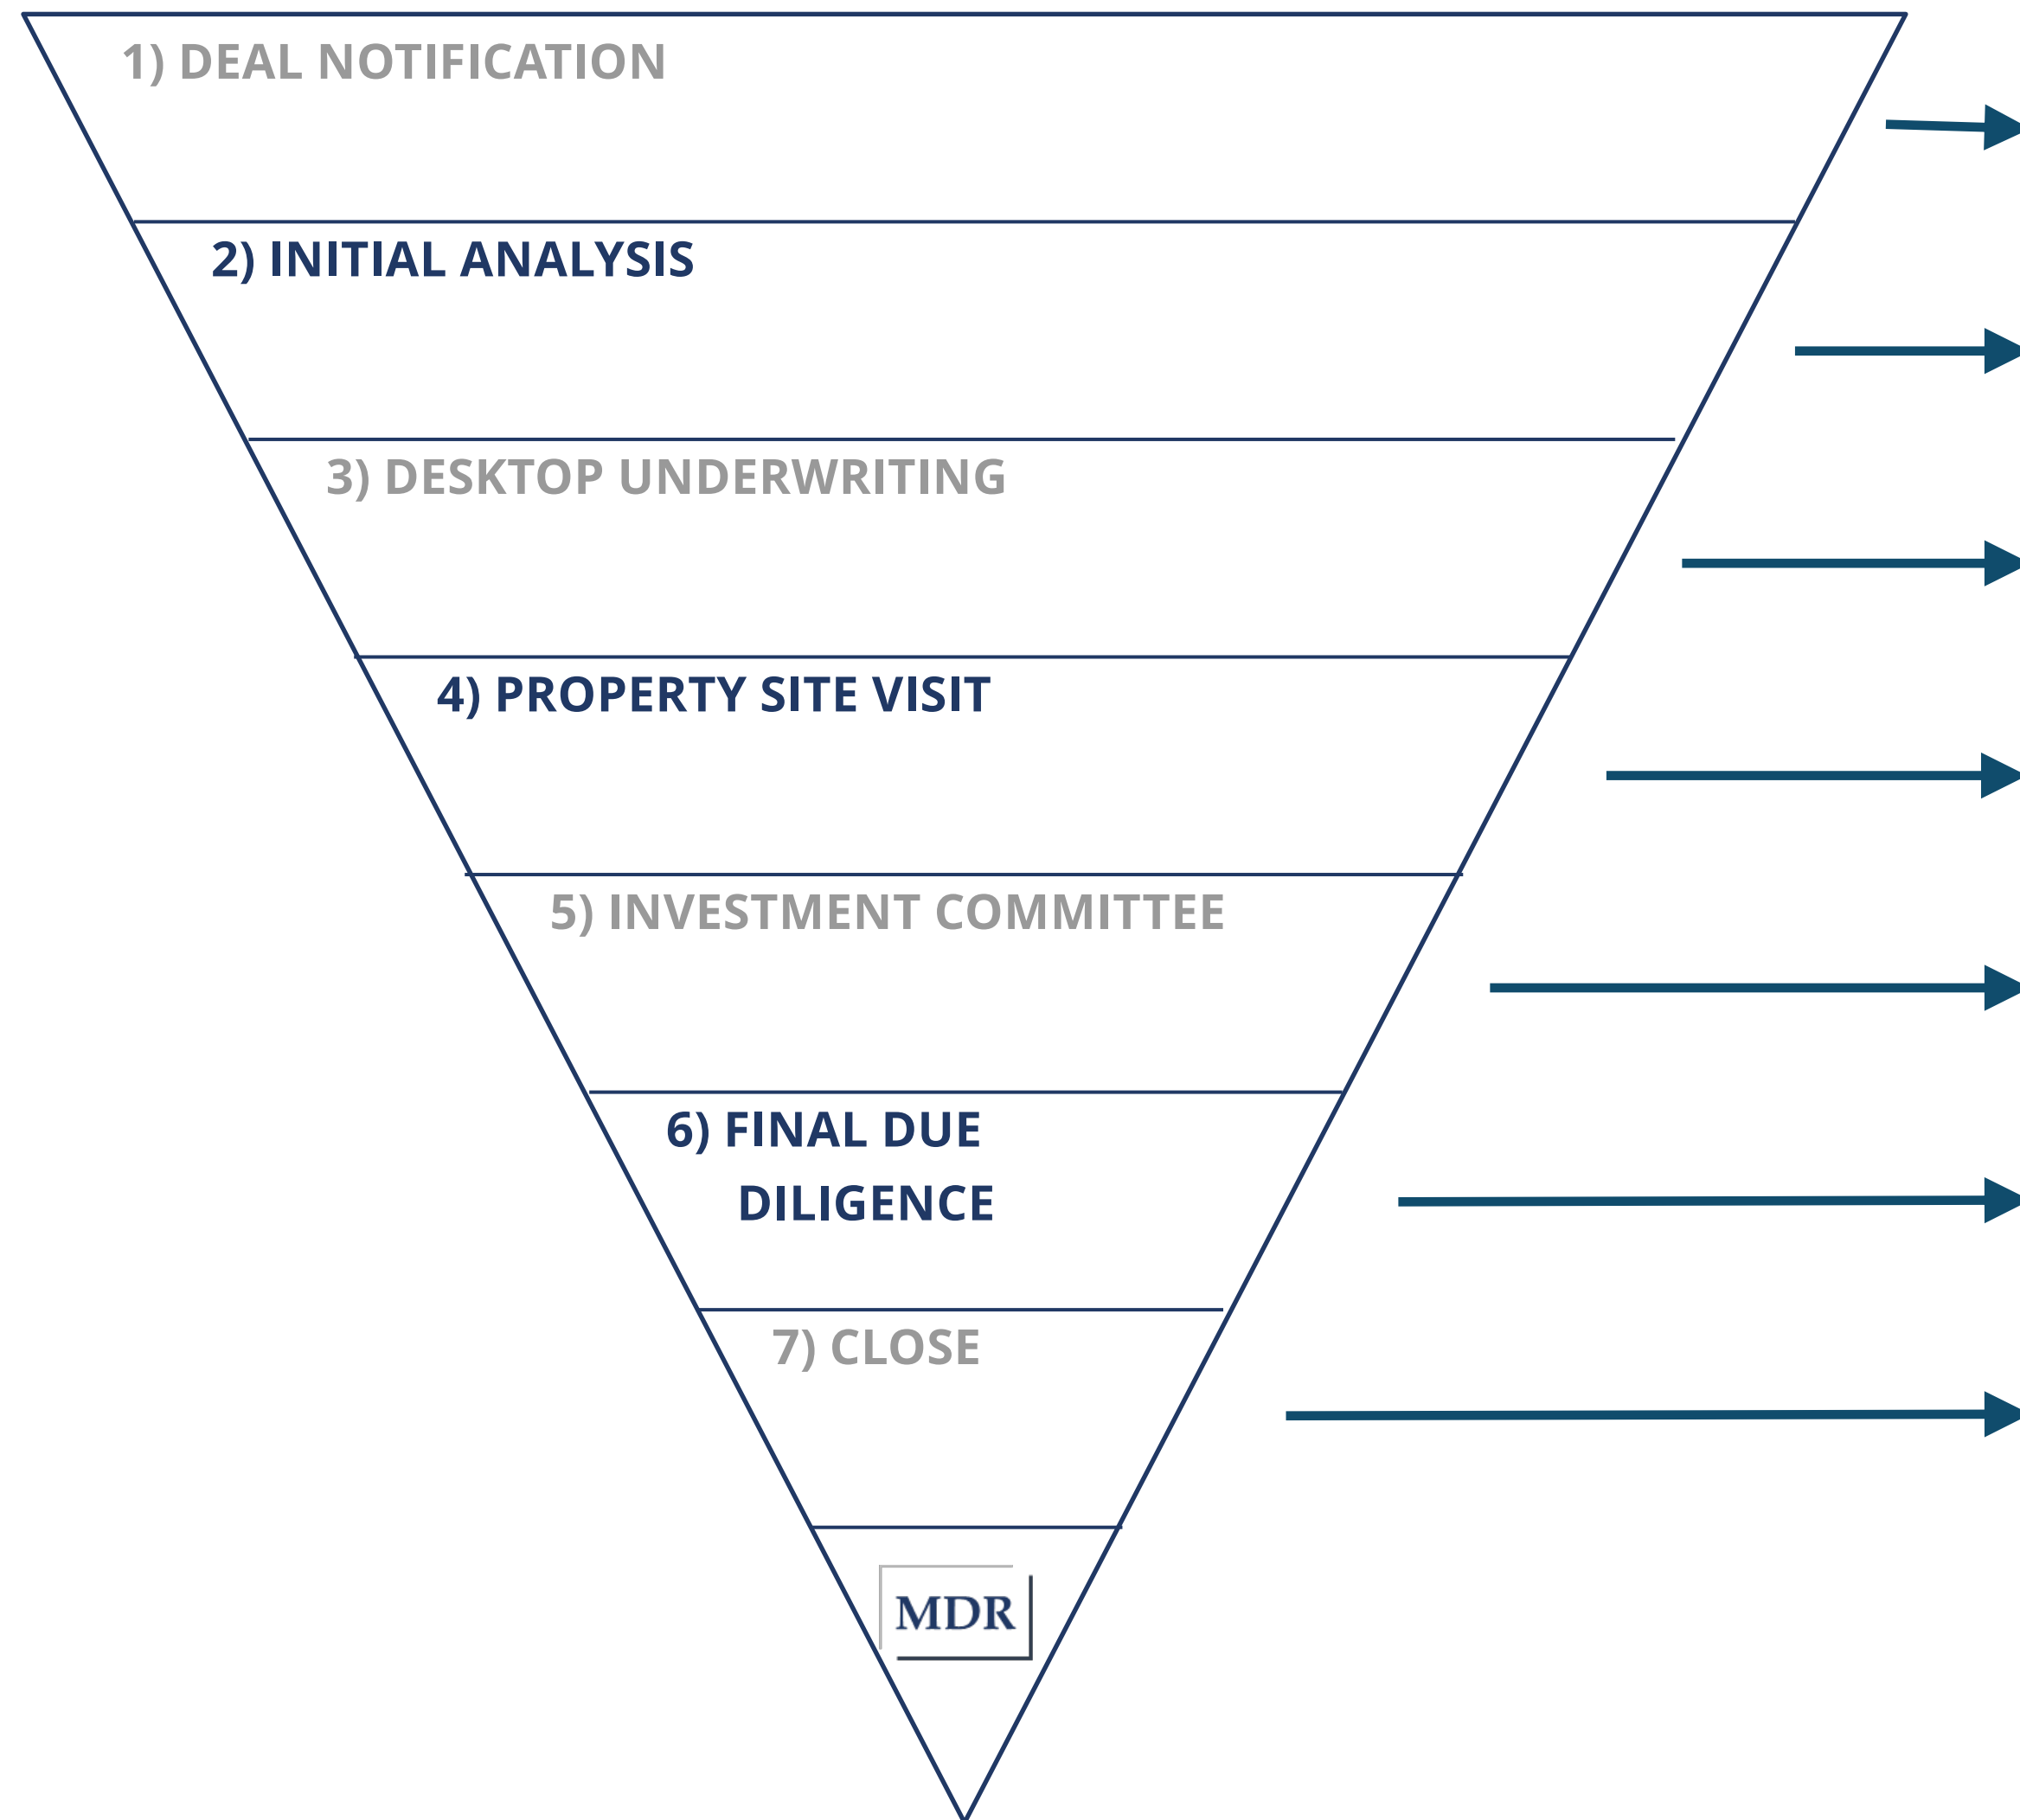 1) DEAL NOTIFICATION
2) INITIAL ANALYSIS
3) DESKTOP UNDERWRITING
4) PROPERTY SITE VISIT
5) INVESTMENT COMMITTEE
6) FINAL DUE
DILIGENCE
7) CLOSE
MDR